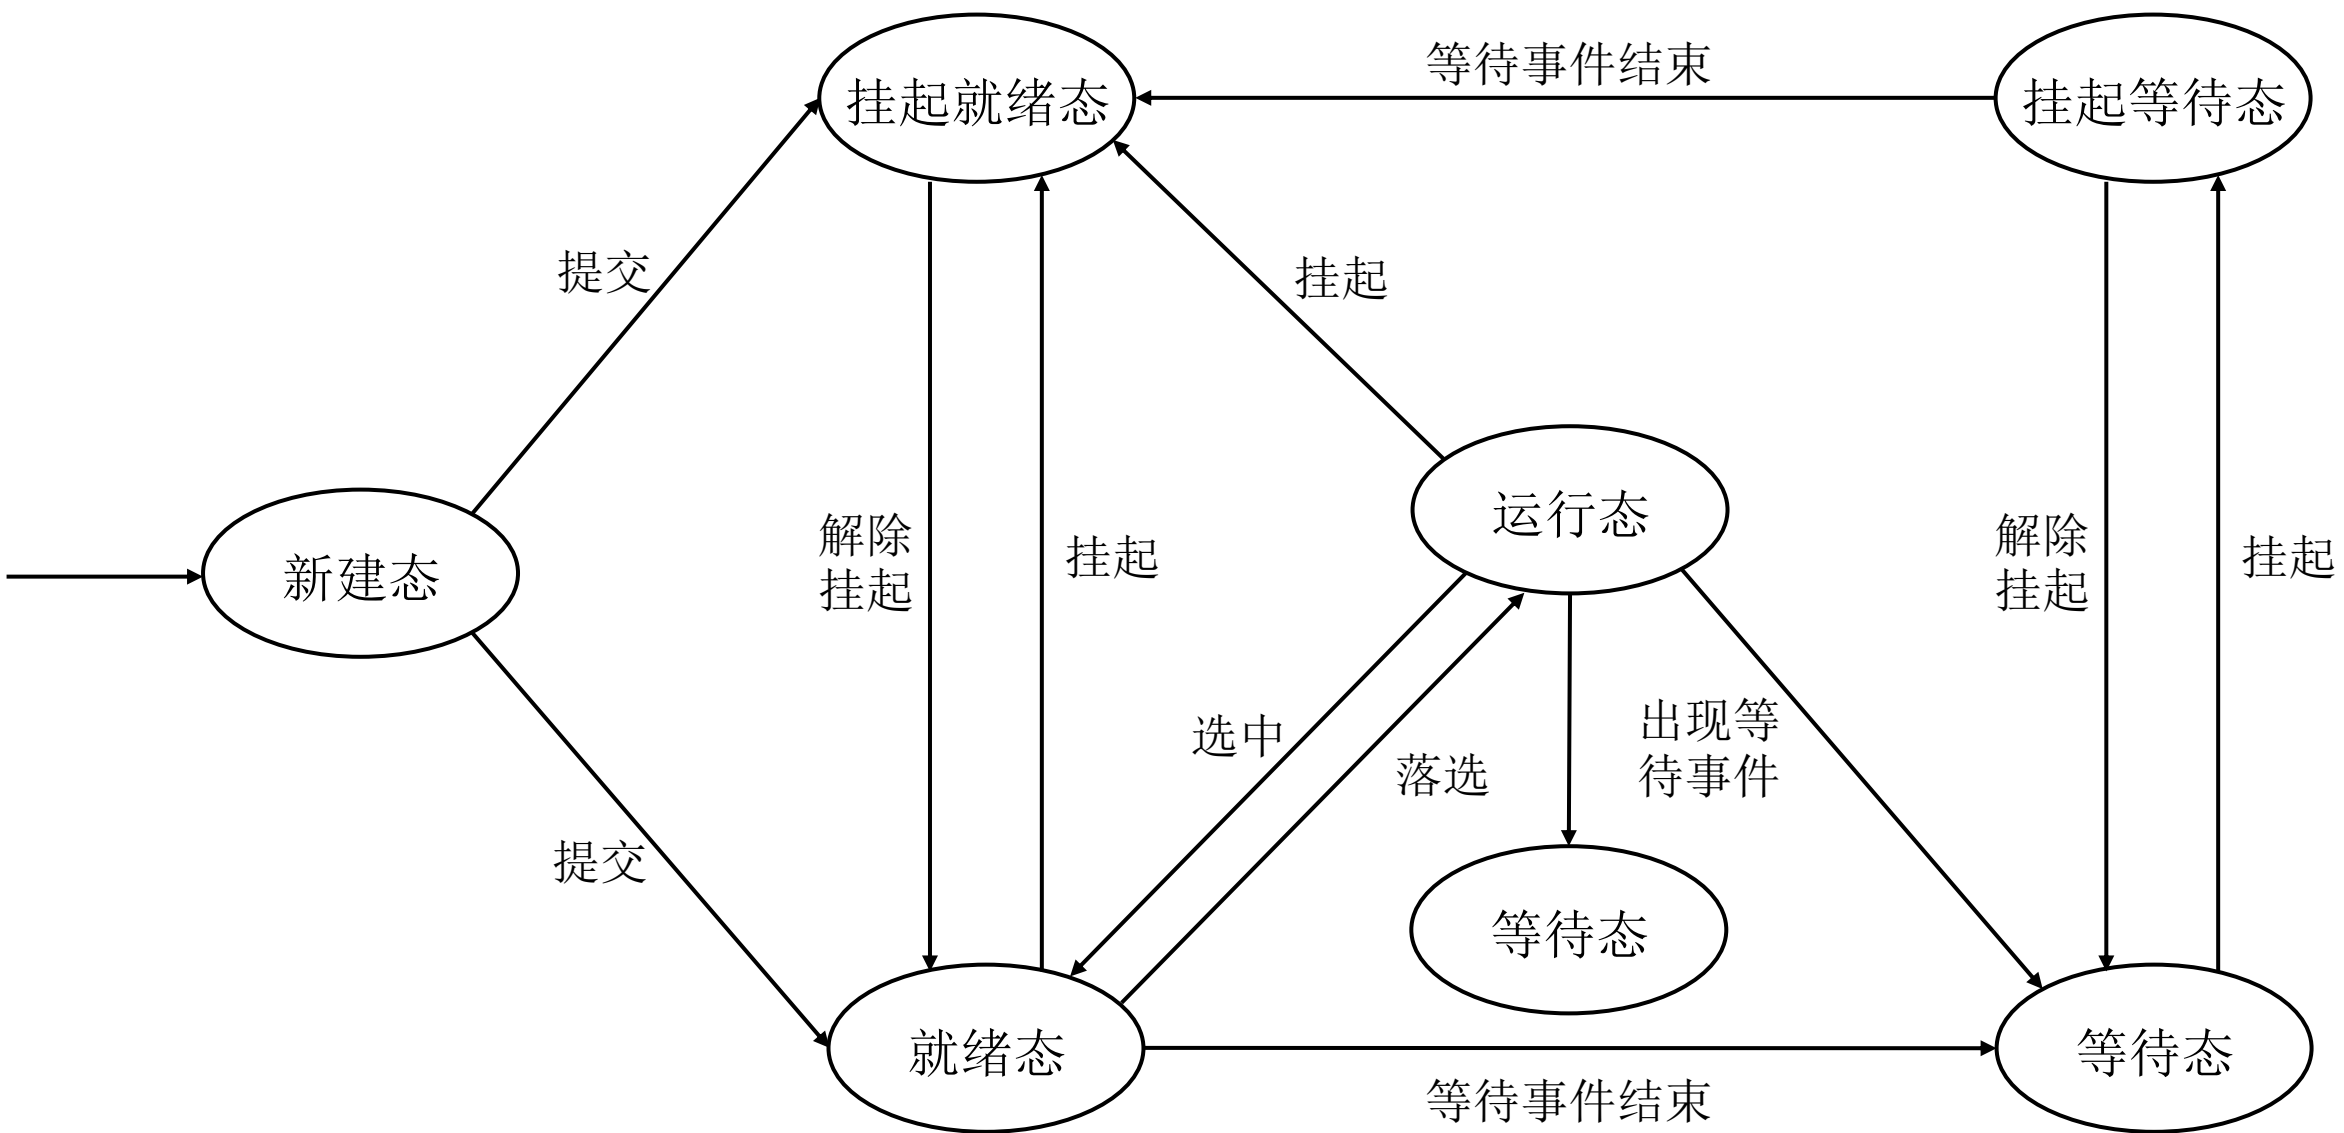 等待事件结束
挂起就绪态
挂起等待态
提交
挂起
新建态
解除
挂起
挂起
运行态
解除
挂起
挂起
选中
落选
出现等
待事件
提交
等待态
就绪态
等待态
等待事件结束